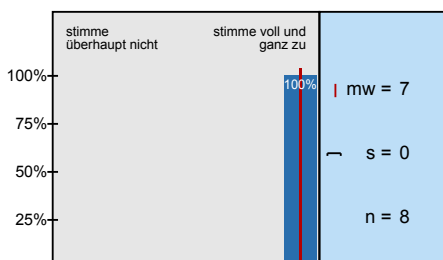 stimme
überhaupt nicht
stimme voll und
ganz zu
100%
75%
50%
25%
100%
mw = 7
s = 0
n = 8